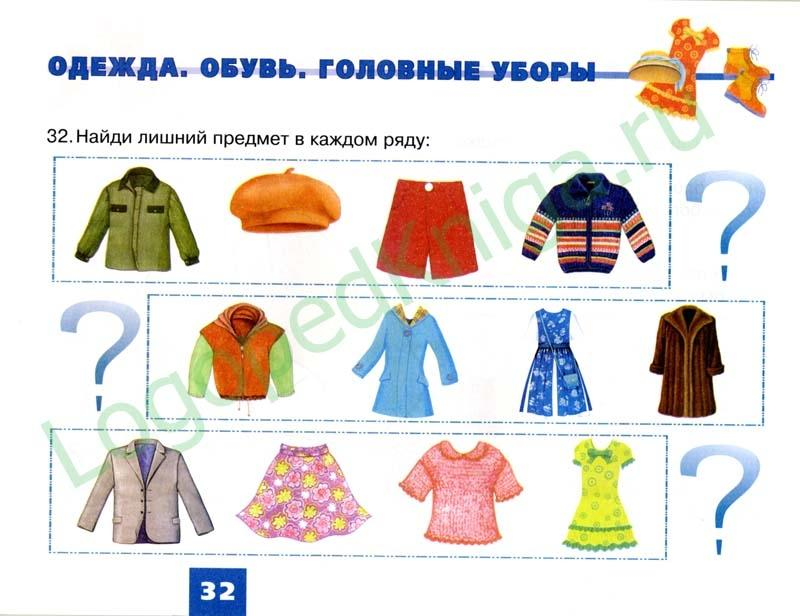 ОДЕЖДА. ОБУВЬ. ГОЛОВНЫЕ УБОРЫ
32. Найди лишний предмет в каждом ряду:
?
?
?
LogopedKniga.ru
32